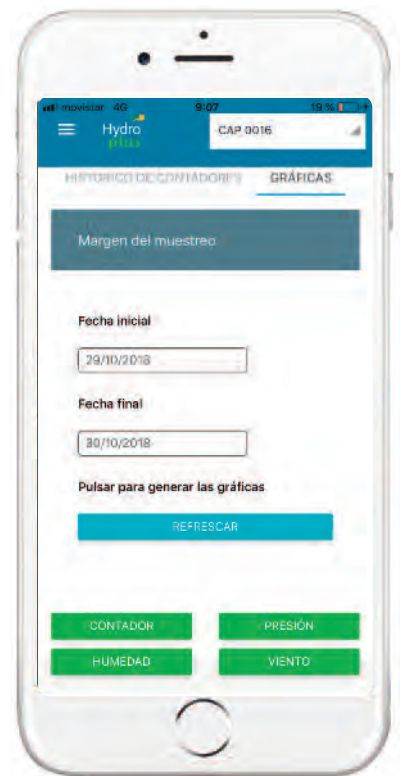 movistar 4G 9:07 19 %
Hydro
plus
CAP 0016
HISTÓRICO DE CONTADORES GRÁFICAS
Margen del muestreo
Fecha inicial
29/10/2018
Fecha final
30/10/2018
Pulsar para generar las gráficas
REFRESCAR
CONTADOR PRESIÓN
HUMEDAD VIENTO